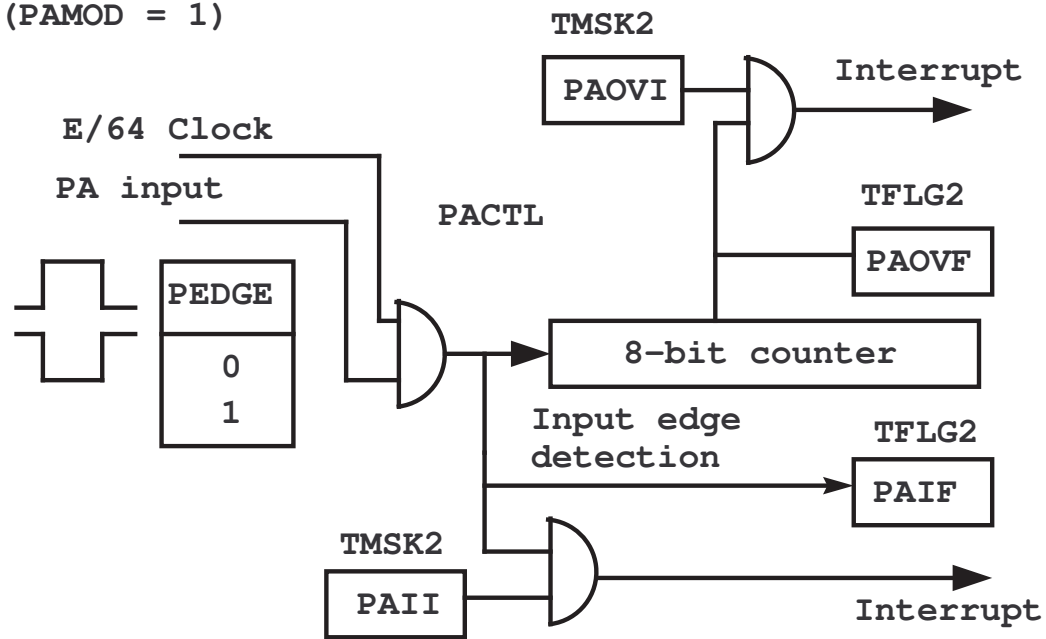 (PAMOD = 1)
TMSK2
PAOVI
Interrupt
E/64 Clock
PA input
PACTL
TFLG2
PAOVF
PEDGE
0
1
8-bit counter
Input edge
detection
TFLG2
PAIF
TMSK2
PAII
Interrupt